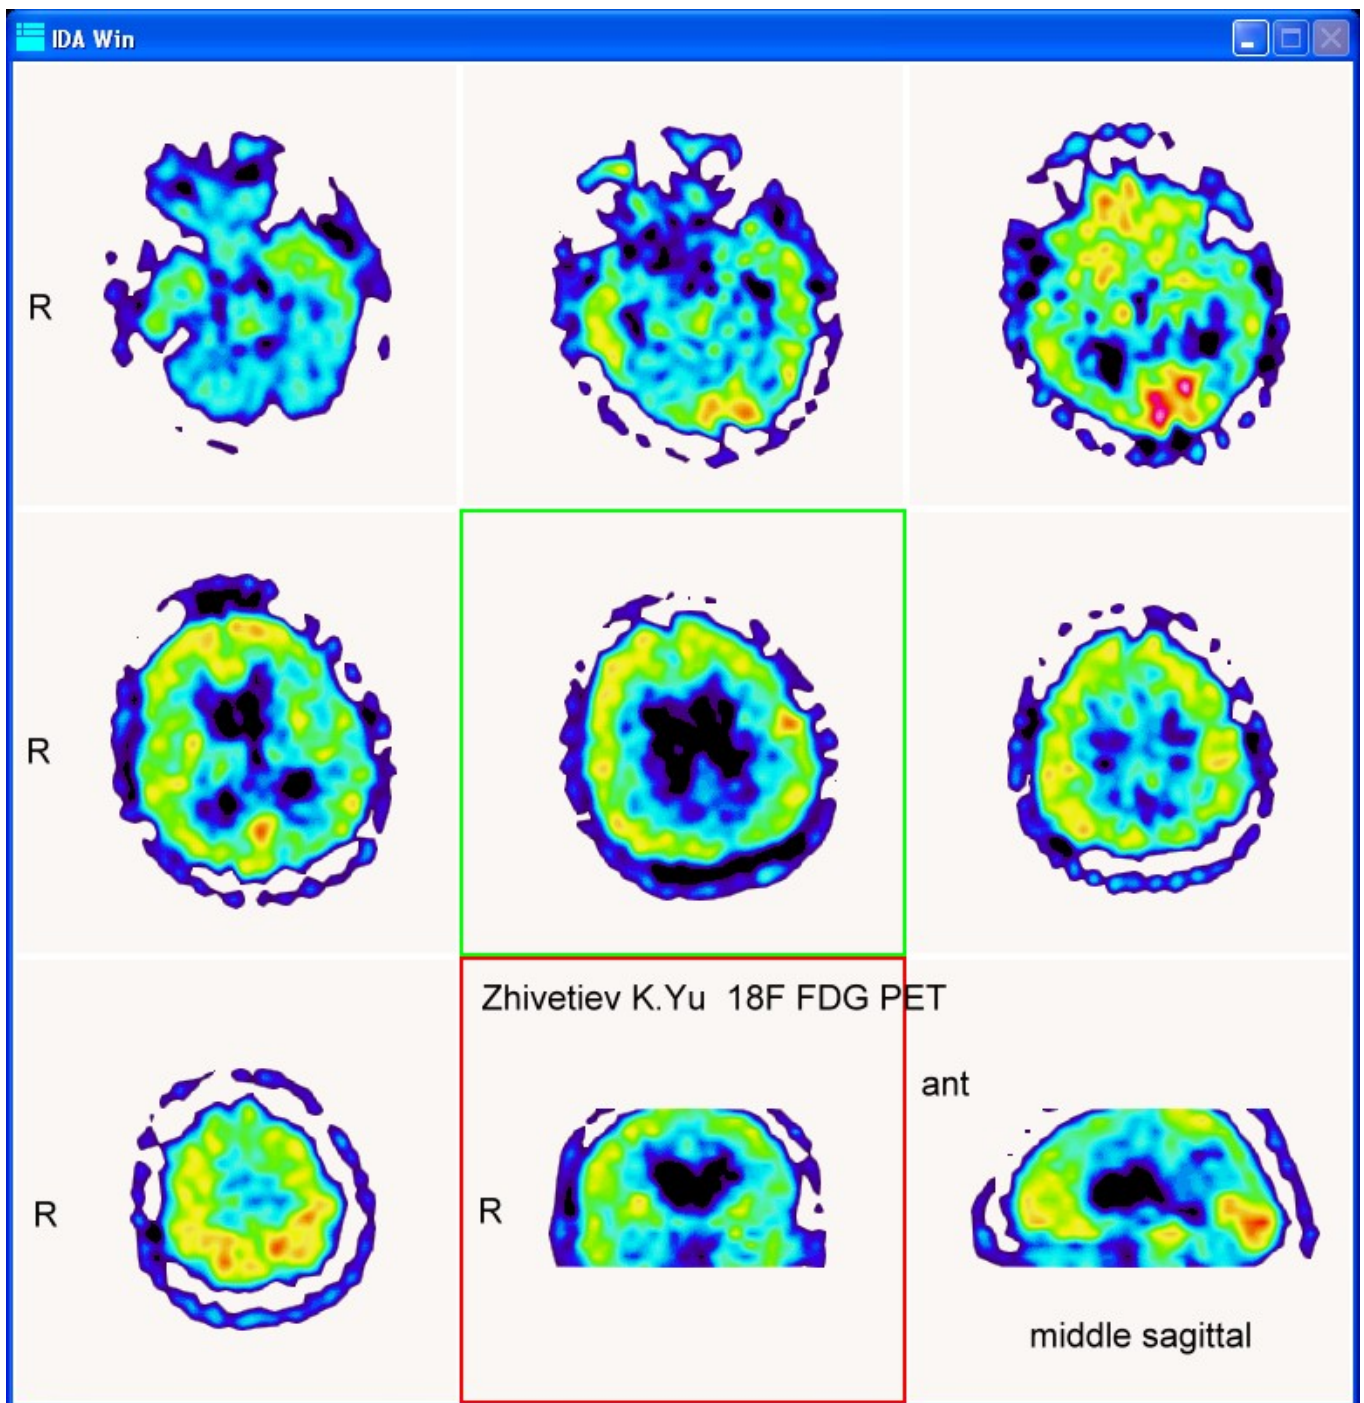 IDA Win
R
R
Zhivetiev K.Yu 18F FDG PET
ant
R
R
middle sagittal